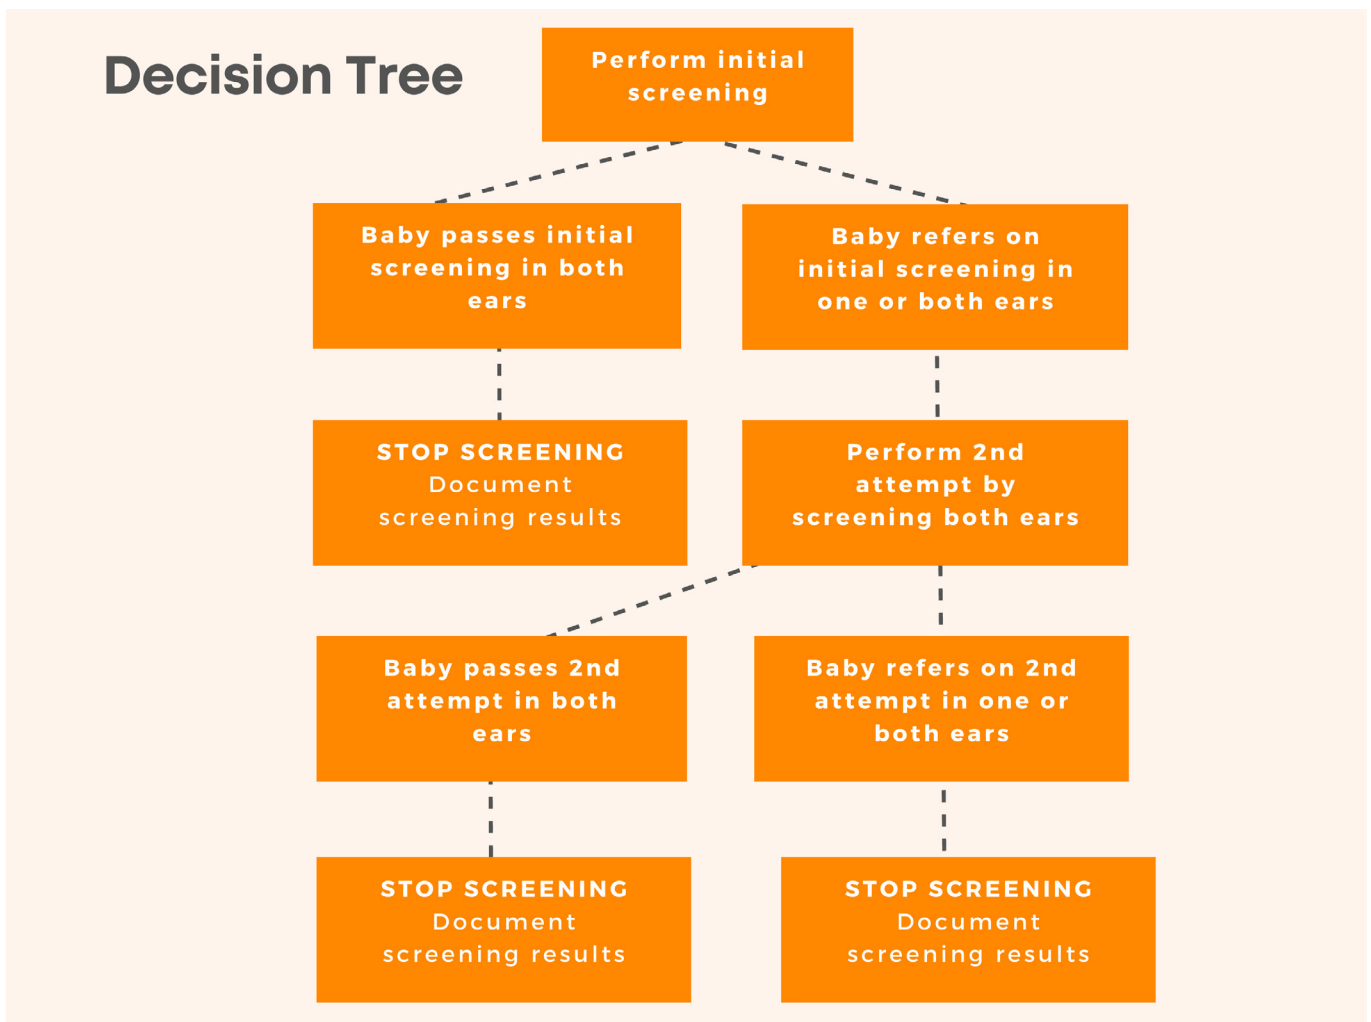 Decision Tree
Perform initial
screening
Baby passes initial
screening in both
ears
Baby refers on
initial screening in
one or both ears
STOP SCREENING
Document
screening results
Perform 2nd
attempt by
screening both ears
Baby passes 2nd
attempt in both
ears
Baby refers on 2nd
attempt in one or
both ears
STOP SCREENING
Document
screening results
STOP SCREENING
Document
screening results